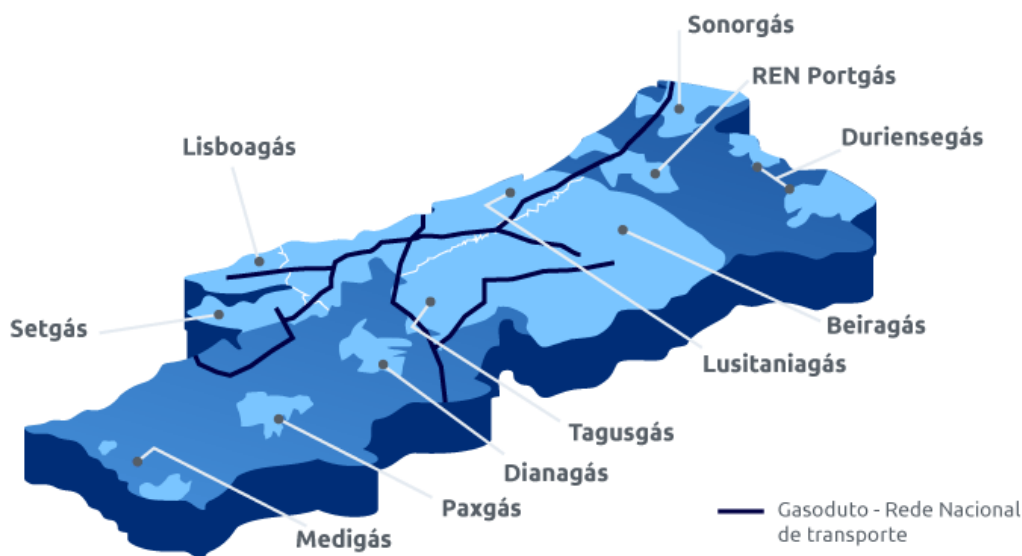 Sonorgás
REN Portgás
Duriensegás
Lisboagás
Setgás
Beiragás
Lusitaniagás
Tagusgás
Dianagás
Paxgás
Medigás
Gasoduto - Rede Nacional
de transporte